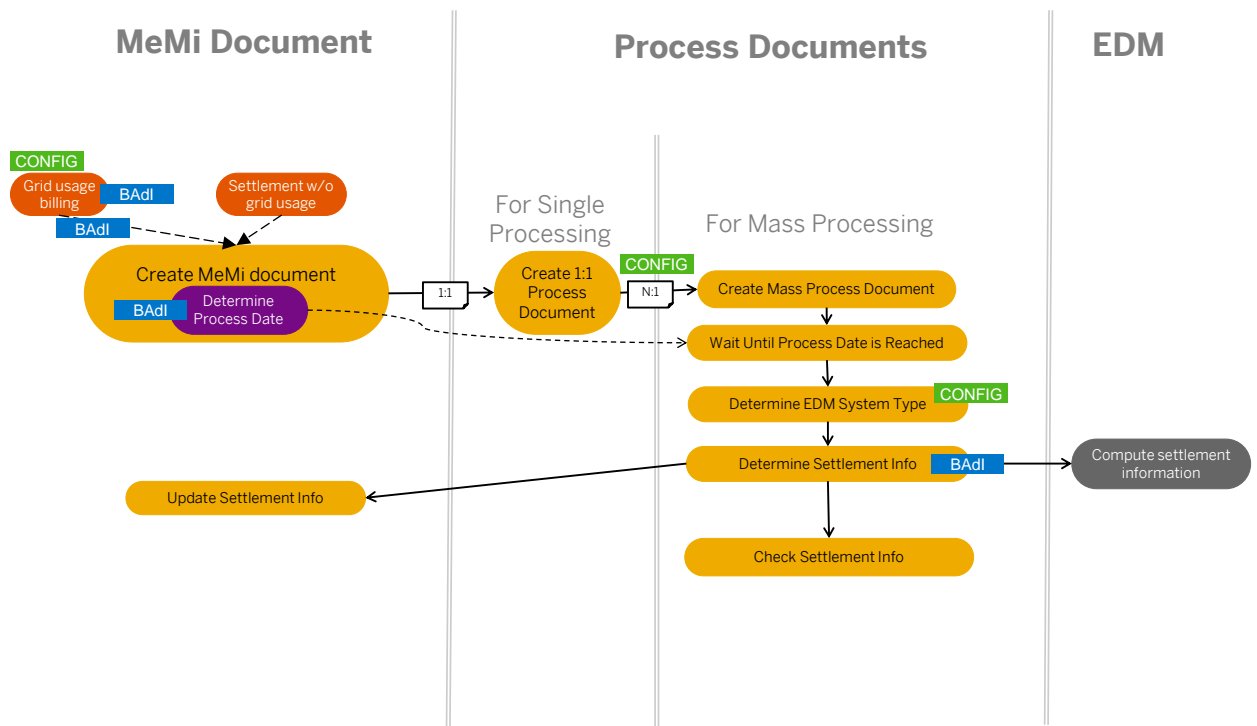 MeMi Document
Process Documents
EDM
CONFIG
Grid usage
billing
BAdI
BAdI
Settlement w/o
grid usage
For Single
Processing
For Mass Processing
Create MeMi document
Determine
Process Date
BAdI
1:1
Create 1:1
Process
Document
CONFIG
N:1
Create Mass Process Document
Wait Until Process Date is Reached
Determine EDM System Type
CONFIG
Determine Settlement Info
BAdI
Compute settlement
information
Update Settlement Info
Check Settlement Info